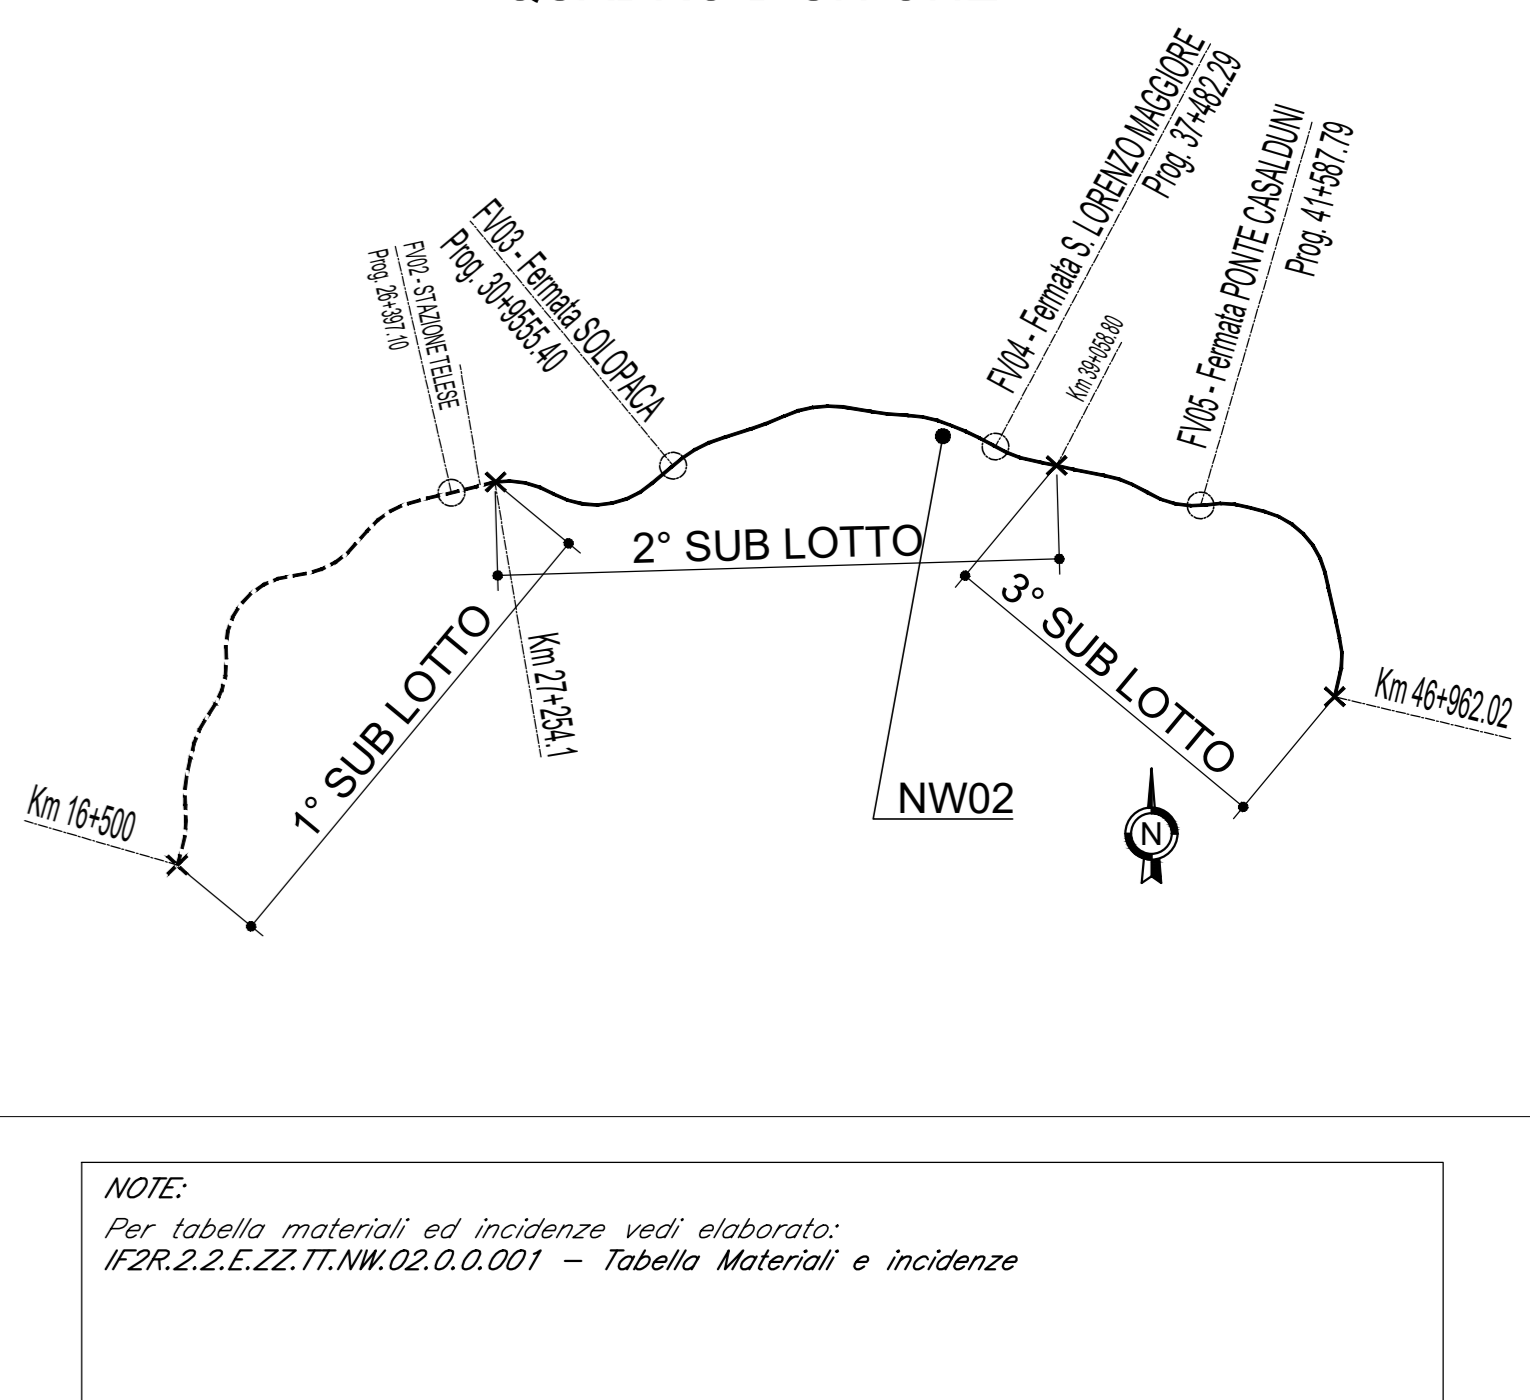 FV04 - Fermata S. LORENZO MAGGIORE
Prog. 37+482.29
FV05 - Fermata PONTE CASALDUNI
Prog. 41+587.79
FV03 - Fermata SOLOPACA
Prog. 30+9555.40
FV02 - STAZIONE TELESE
Prog. 26+397.10
Km 39+058.80
2° SUB LOTTO
3° SUB LOTTO
1° SUB LOTTO
Km 27+254.1
Km 46+962.02
Km 16+500
NW02
N
NOTE:
Per tabella materiali ed incidenze vedi elaborato:
IF2R.2.2.E.ZZ.TT.NW.02.0.0.001 – Tabella Materiali e incidenze